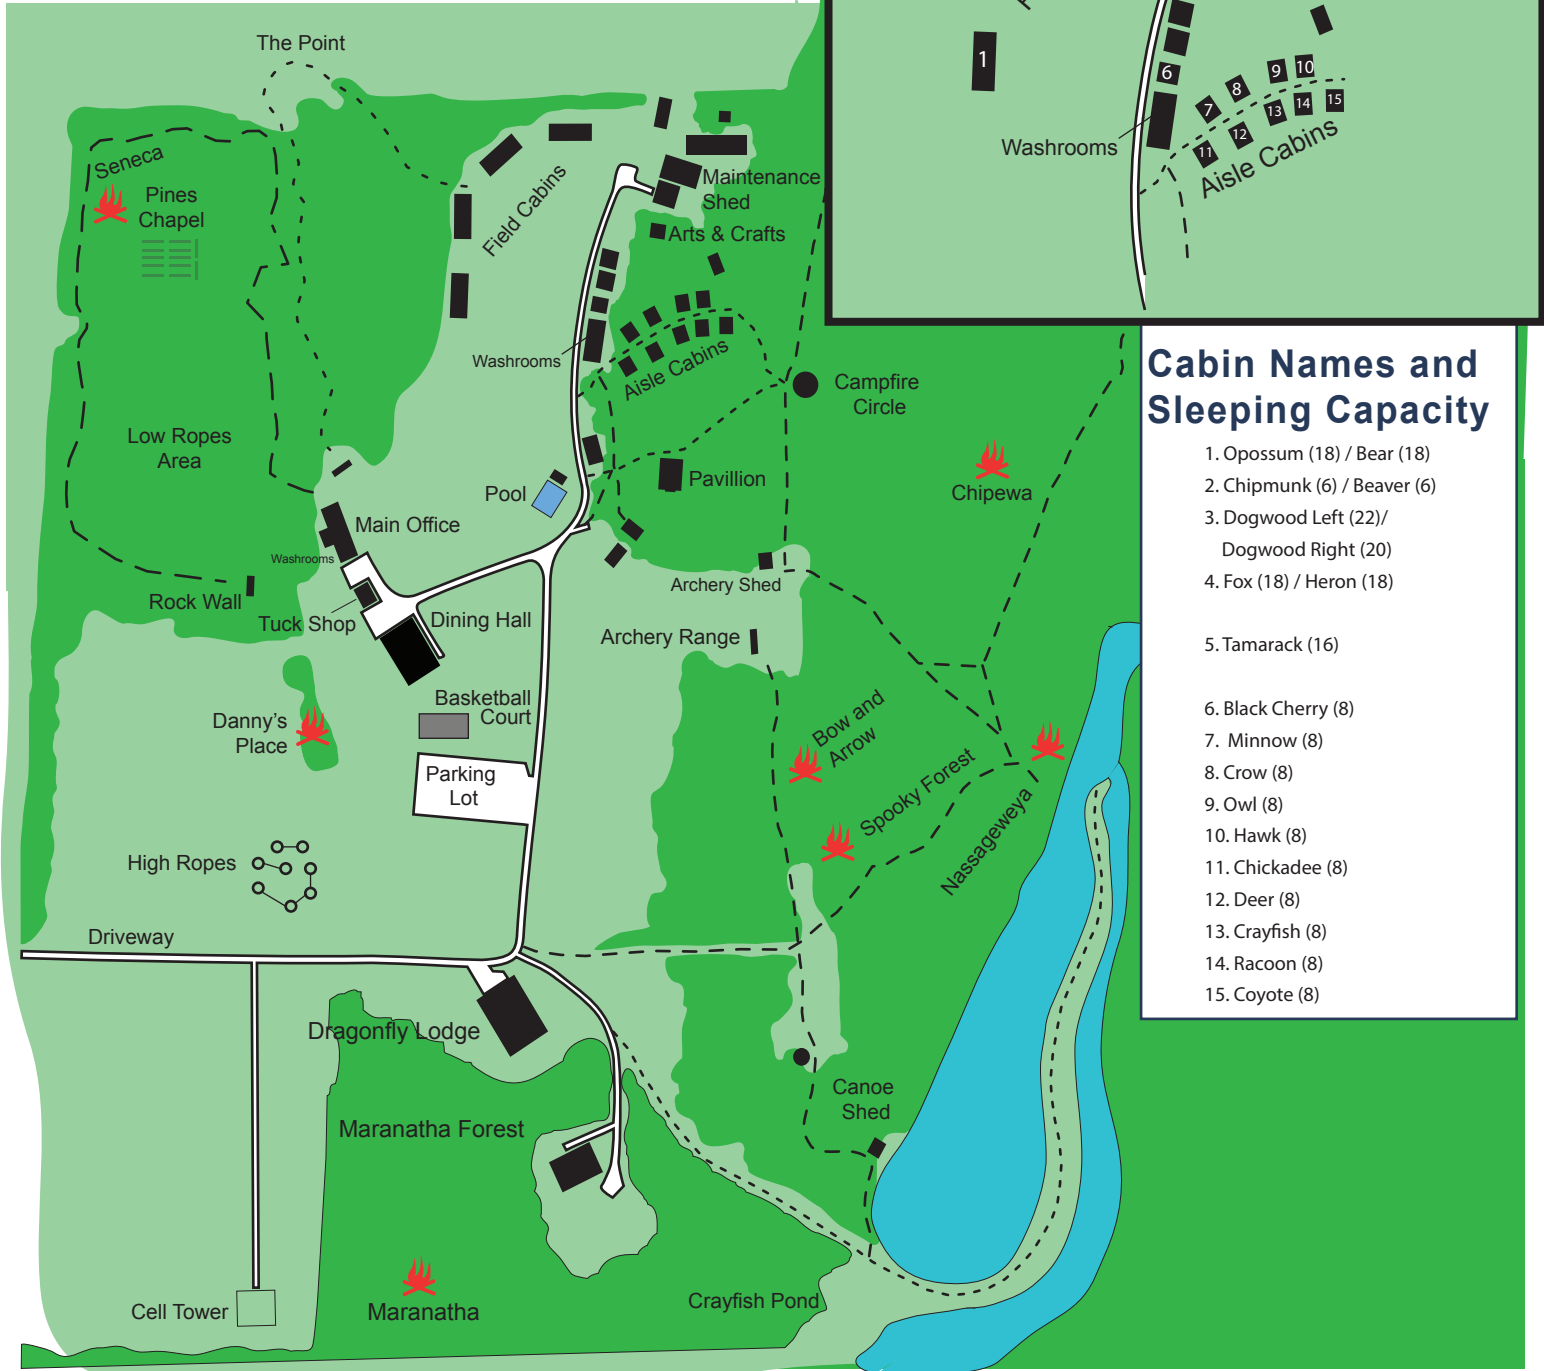 The Point
Seneca
Pines
Chapel
Field Cabins
Maintenance
Shed
Arts & Crafts
Washrooms
Aisle Cabins
Campfire
Circle
Low Ropes
Area
Pool
Pavillion
Chipewa
Main Office
Washrooms
Archery Shed
Rock Wall
Tuck Shop
Dining Hall
Archery Range
Basketball
Court
Danny's
Place
Bow and
Arrow
Parking
Lot
Spooky Forest
Nassageweya
High Ropes
Driveway
Dragonfly Lodge
Canoe
Shed
Maranatha Forest
Crayfish Pond
Cell Tower
Maranatha
1
6
7
8
9
10
11
12
13
14
15
Washrooms
Aisle Cabins
Cabin Names and
Sleeping Capacity
1. Opossum (18) / Bear (18)
2. Chipmunk (6) / Beaver (6)
3. Dogwood Left (22)/
Dogwood Right (20)
4. Fox (18) / Heron (18)
5. Tamarack (16)
6. Black Cherry (8)
7. Minnow (8)
8. Crow (8)
9. Owl (8)
10. Hawk (8)
11. Chickadee (8)
12. Deer (8)
13. Crayfish (8)
14. Racoon (8)
15. Coyote (8)